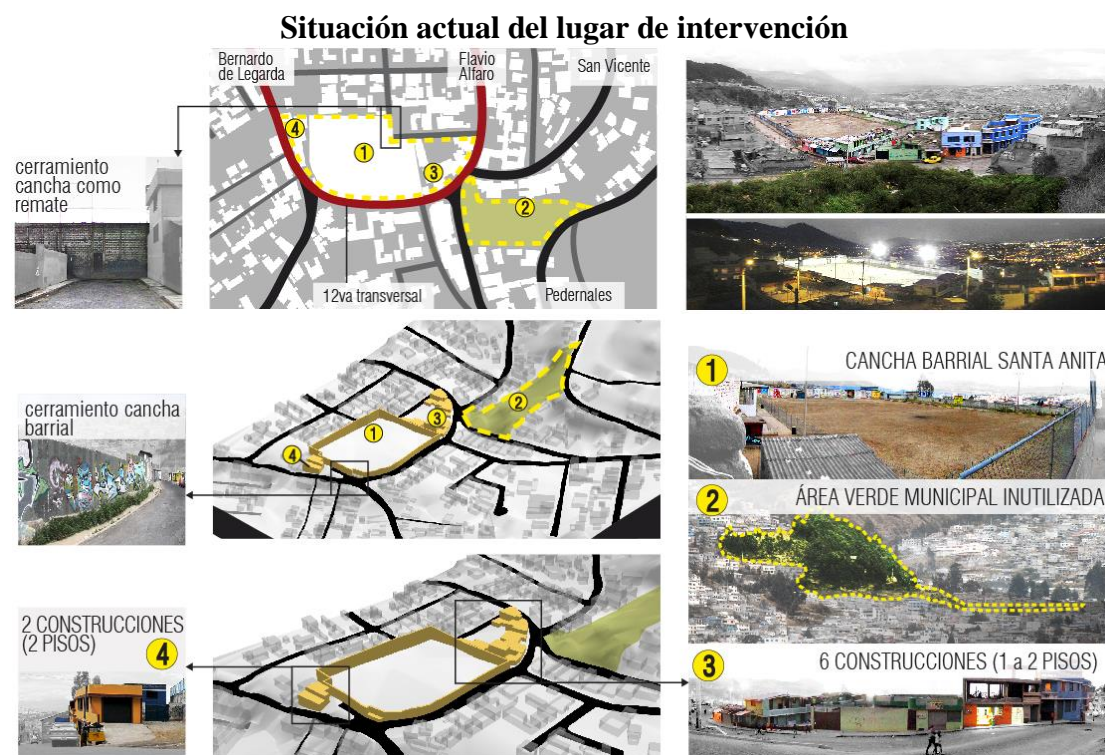 Situación actual del lugar de intervención
Bernardo
de Legarda
Flavio
Alfaro
San Vicente
4
1
3
2
12va transversal
Pedernales
cerramiento
cancha como
remate
cerramiento cancha
barrial
1
2
3
4
1
CANCHA BARRIAL SANTA ANITA
2
ÁREA VERDE MUNICIPAL INUTILIZADA
2 CONSTRUCCIONES
(2 PISOS)
4
3
6 CONSTRUCCIONES (1 a 2 PISOS)